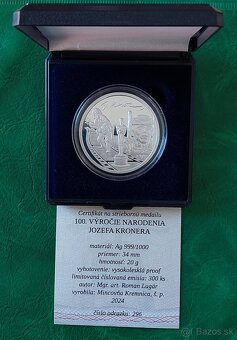 Certifikát na striebornú medailu
100. VÝROČIE NARODENIA
JOZEFA KRONERA
materiál: Ag 999/1000
priemer: 34 mm
hmotnosť: 20 g
vyhotovenie: vysokolesklá proof
limitovaná číslovaná emisia: 300 ks
autor: Mgr. art. Roman Lugár
vyrobila: Mincovňa Kremnica, š. p.
2024
číslo odrazku: 296
bazos.sk